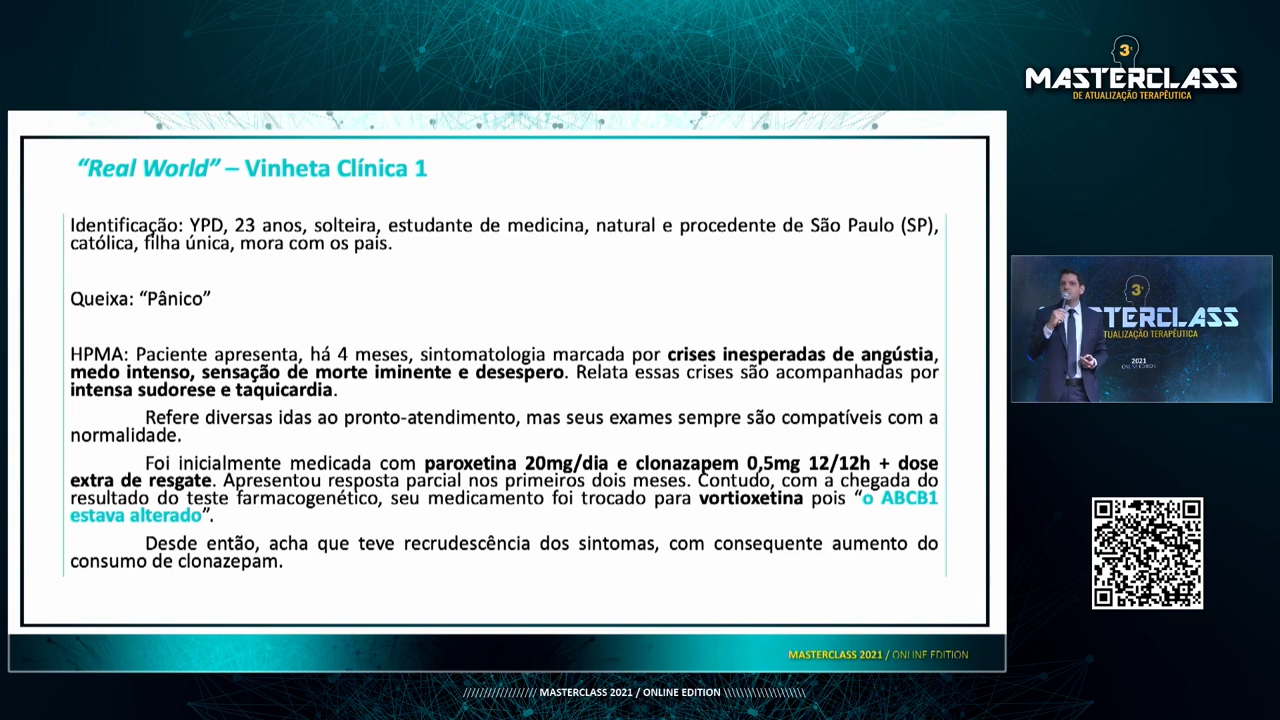 3ª
MASTERCLASS
DE ATUALIZAÇÃO TERAPÊUTICA
“Real World” – Vinheta Clínica 1
Identificação: YPD, 23 anos, solteira, estudante de medicina, natural e procedente de São Paulo (SP),
católica, filha única, mora com os pais.
Queixa: “Pânico”
HPMA: Paciente apresenta, há 4 meses, sintomatologia marcada por crises inesperadas de angústia,
medo intenso, sensação de morte iminente e desespero. Relata essas crises são acompanhadas por
intensa sudorese e taquicardia.
Refere diversas idas ao pronto-atendimento, mas seus exames sempre são compatíveis com a
normalidade.
Foi inicialmente medicada com paroxetina 20mg/dia e clonazapem 0,5mg 12/12h + dose
extra de resgate. Apresentou resposta parcial nos primeiros dois meses. Contudo, com a chegada do
resultado do teste farmacogenético, seu medicamento foi trocado para vortioxetina pois “o ABCB1
estava alterado”.
Desde então, acha que teve recrudescência dos sintomas, com consequente aumento do
consumo de clonazepam.
MASTERCLASS 2021 / ONLINE EDITION
3ª
TERCLASS
TUALIZAÇÃO TERAPÊUTICA
2021
ONLINE EDITION
/////////////////// MASTERCLASS 2021 / ONLINE EDITION \\\\\\\\\\\\\\\\\\\